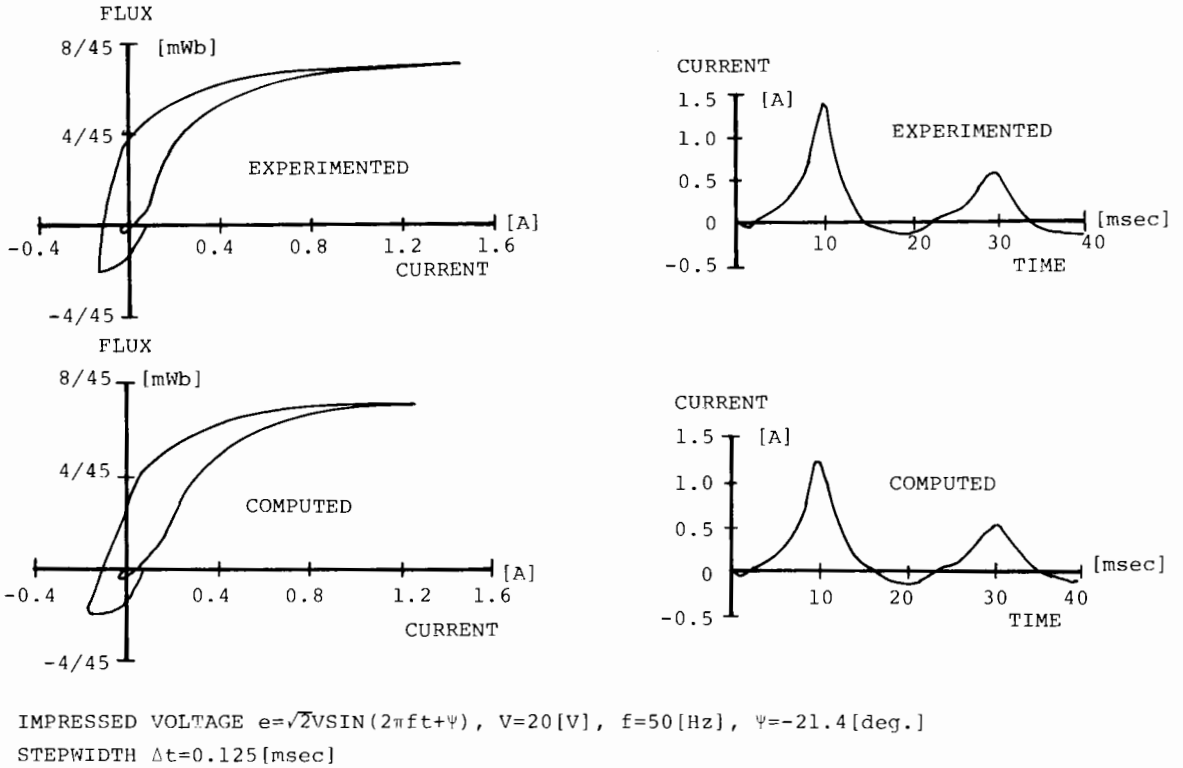 FLUX
8/45 [mWb]
4/45
EXPERIMENTED
[A]
-0.4 0.4 0.8 1.2 1.6
CURRENT
-4/45
CURRENT
1.5 [A]
1.0
EXPERIMENTED
0.5
0
[msec]
10 20 30 40
-0.5
TIME
FLUX
8/45 [mWb]
4/45
COMPUTED
[A]
-0.4 0.4 0.8 1.2 1.6
CURRENT
-4/45
CURRENT
1.5 [A]
1.0
COMPUTED
0.5
0
[msec]
10 20 30 40
-0.5
TIME
IMPRESSED VOLTAGE e=√2VSIN(2πft+Ψ), V=20[V], f=50[Hz], Ψ=-21.4[deg.]
STEPWIDTH Δt=0.125[msec]